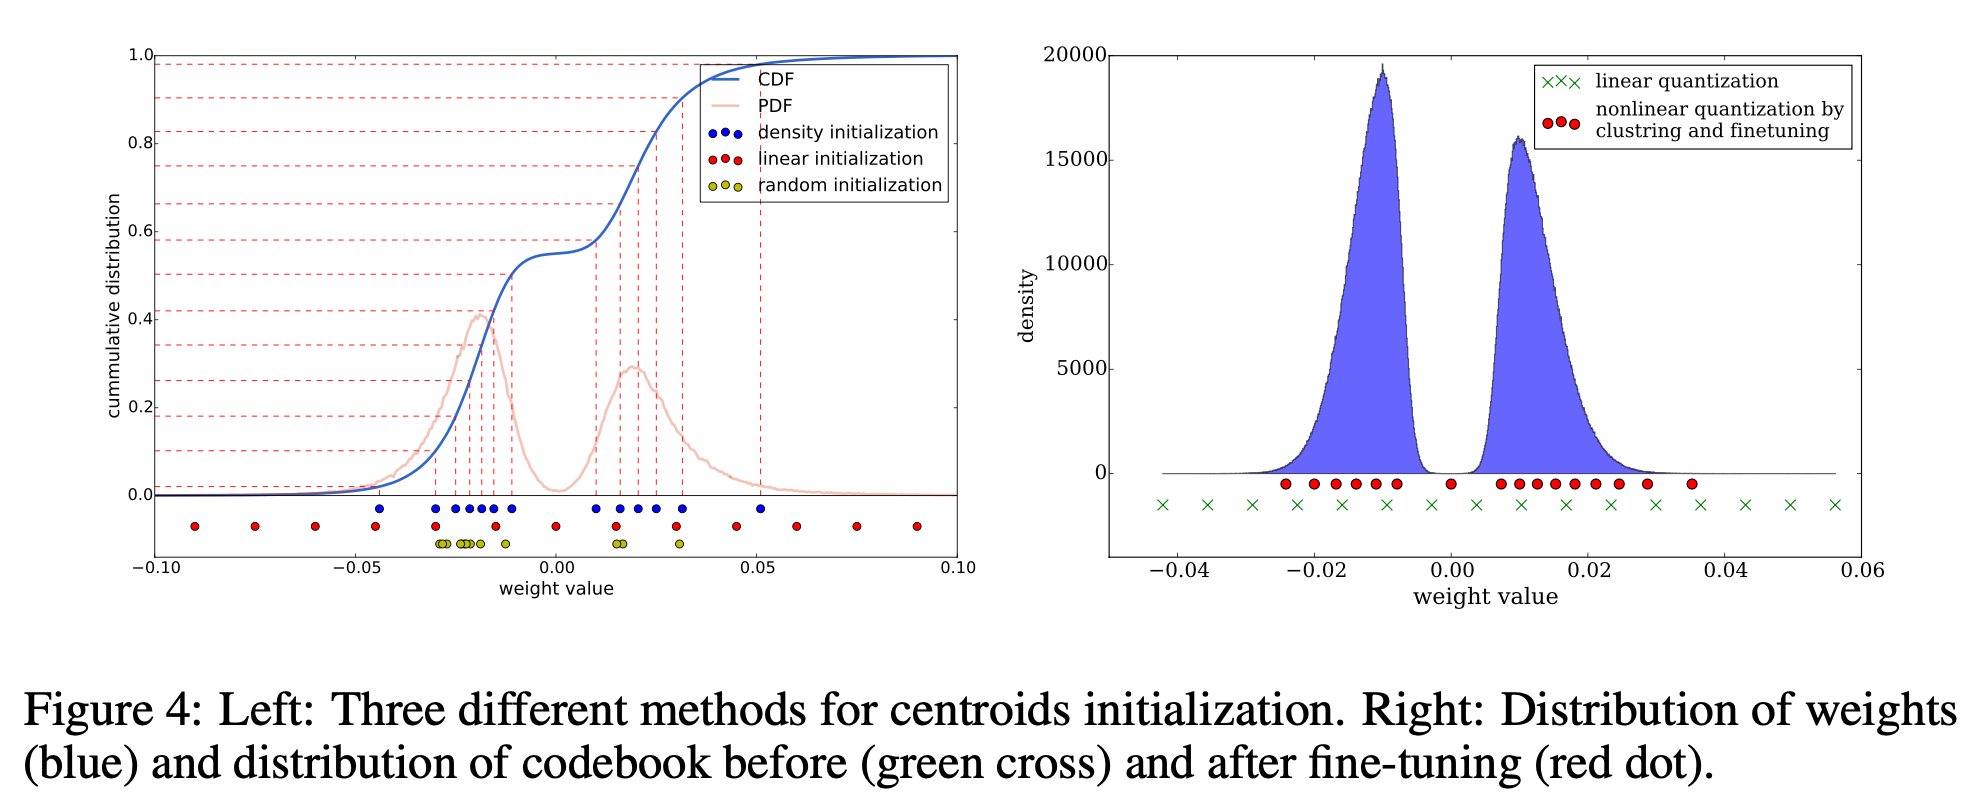 1.0
0.8
0.6
0.4
0.2
0.0
cummulative distribution
CDF
PDF
density initialization
linear initialization
random initialization
−0.10
−0.05
0.00
0.05
0.10
weight value
20000
15000
10000
5000
0
density
linear quantization
nonlinear quantization by
clustring and finetuning
−0.04
−0.02
0.00
0.02
0.04
0.06
weight value
Figure 4: Left: Three different methods for centroids initialization. Right: Distribution of weights
(blue) and distribution of codebook before (green cross) and after fine-tuning (red dot).